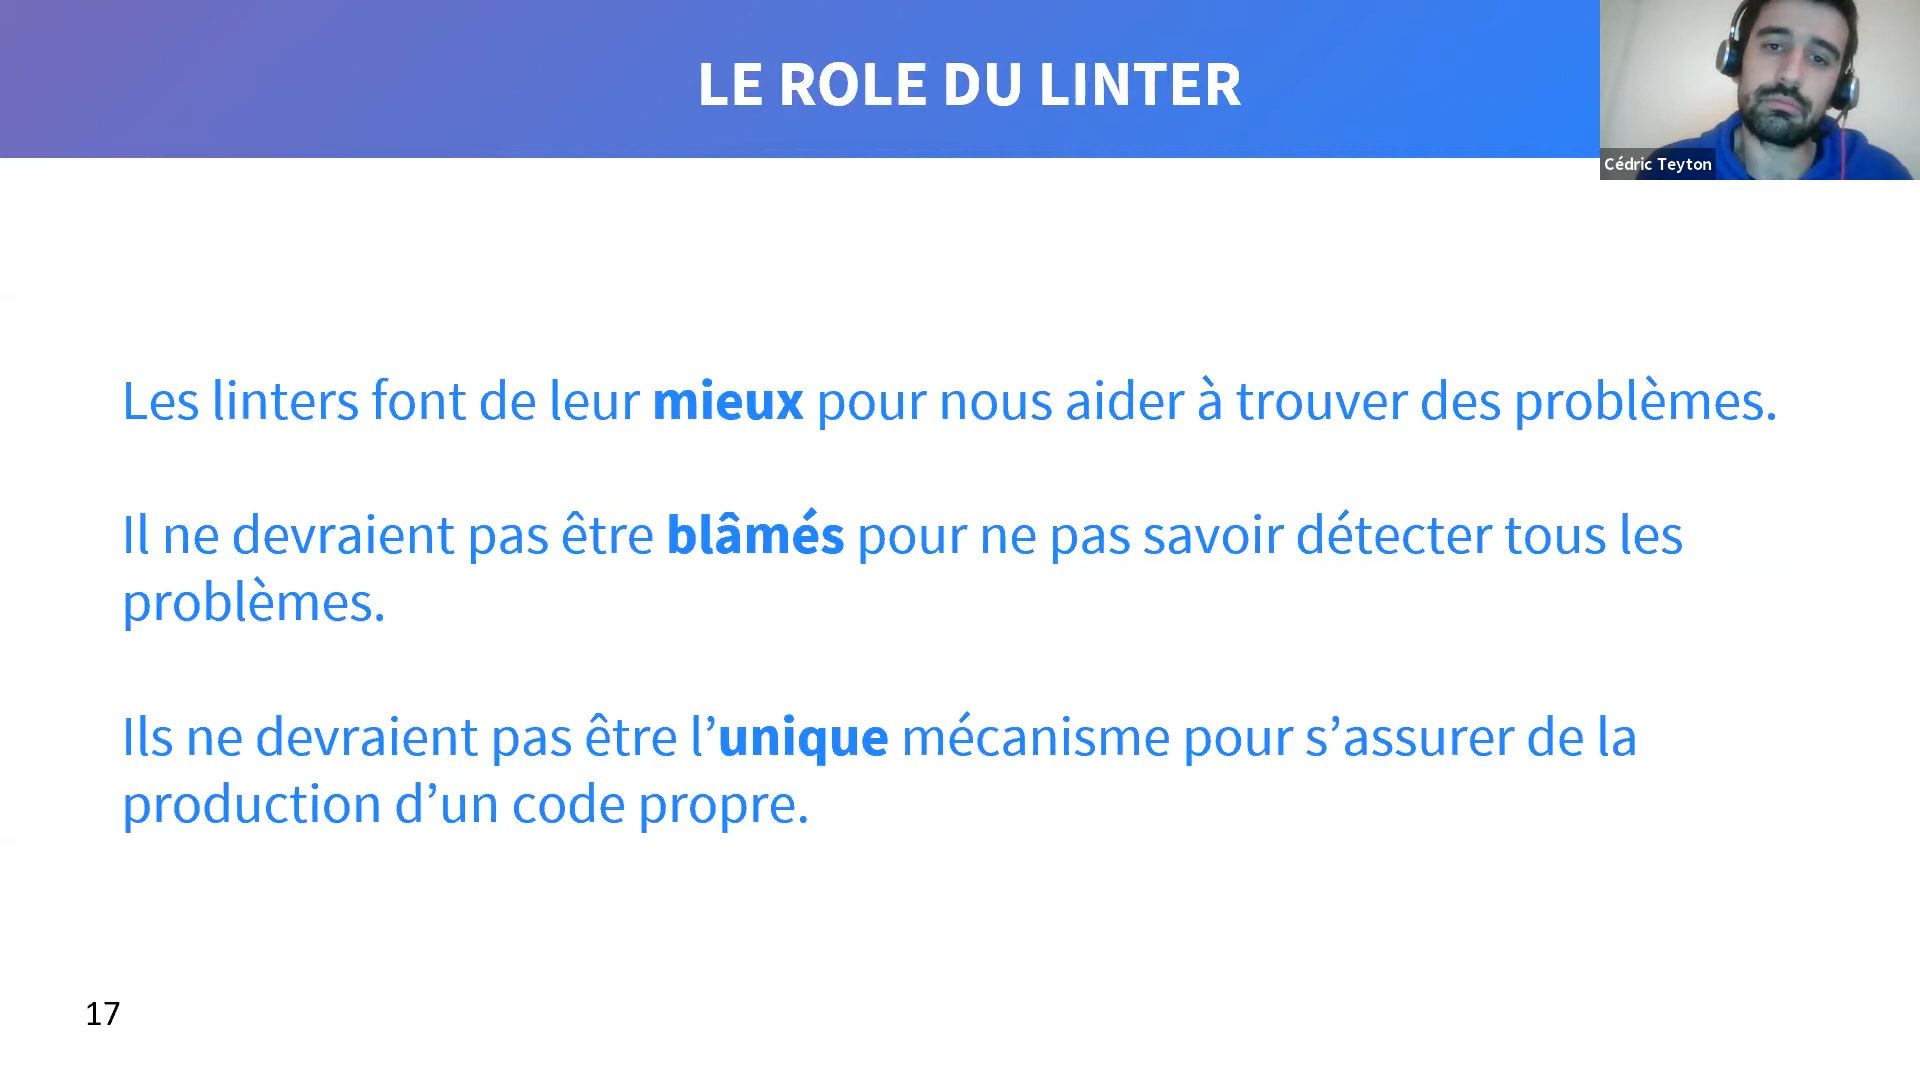 LE ROLE DU LINTER
Cédric Teyton
Les linters font de leur mieux pour nous aider à trouver des problèmes.
Il ne devraient pas être blâmés pour ne pas savoir détecter tous les
problèmes.
Ils ne devraient pas être l’unique mécanisme pour s’assurer de la
production d’un code propre.
17